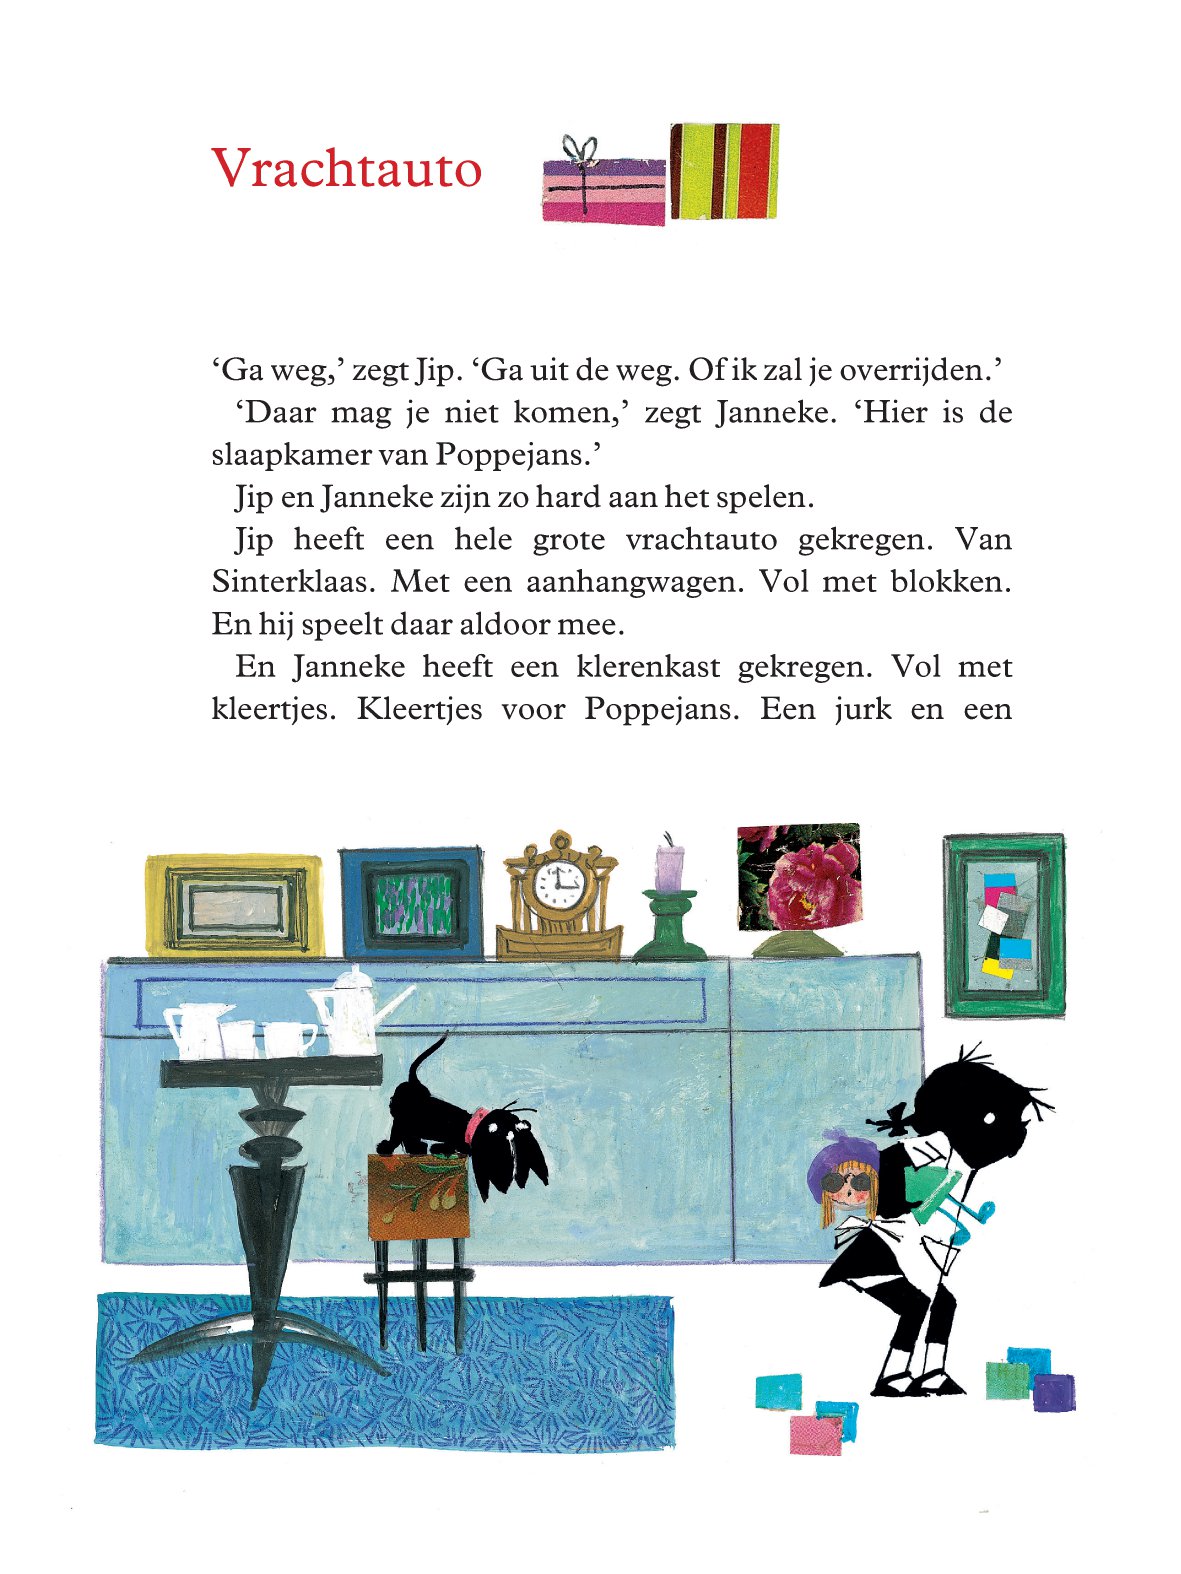 Vrachtauto
‘Ga weg,’ zegt Jip. ‘Ga uit de weg. Of ik zal je overrijden.’
‘Daar mag je niet komen,’ zegt Janneke. ‘Hier is de
slaapkamer van Poppejans.’
Jip en Janneke zijn zo hard aan het spelen.
Jip heeft een hele grote vrachtauto gekregen. Van
Sinterklaas. Met een aanhangwagen. Vol met blokken.
En hij speelt daar aldoor mee.
En Janneke heeft een klerenkast gekregen. Vol met
kleertjes. Kleertjes voor Poppejans. Een jurk en een